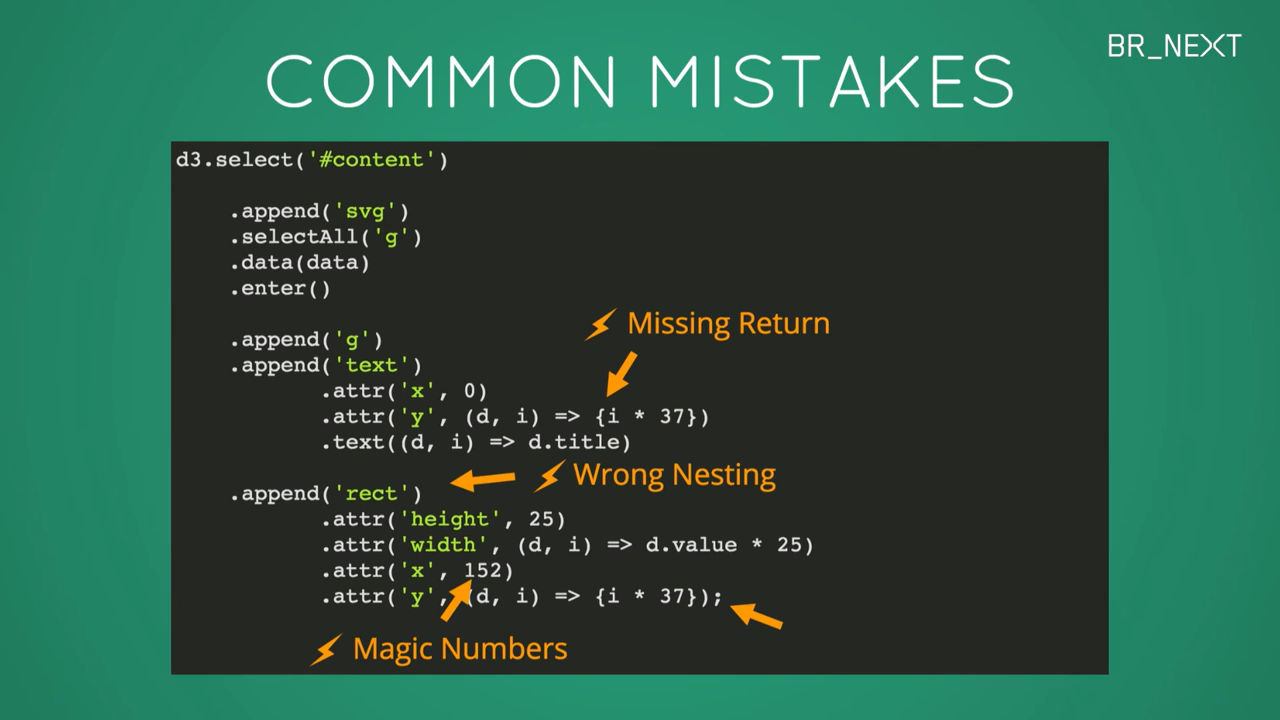 BR_NEXT
COMMON MISTAKES
d3.select('#content')
.append('svg')
.selectAll('g')
.data(data)
.enter()
⚡ Missing Return
.append('g')
.append('text')
.attr('x', 0)
.attr('y', (d, i) => {i * 37})
.text((d, i) => d.title)
⚡ Wrong Nesting
.append('rect')
.attr('height', 25)
.attr('width', (d, i) => d.value * 25)
.attr('x', 152)
.attr('y', (d, i) => {i * 37});
⚡ Magic Numbers